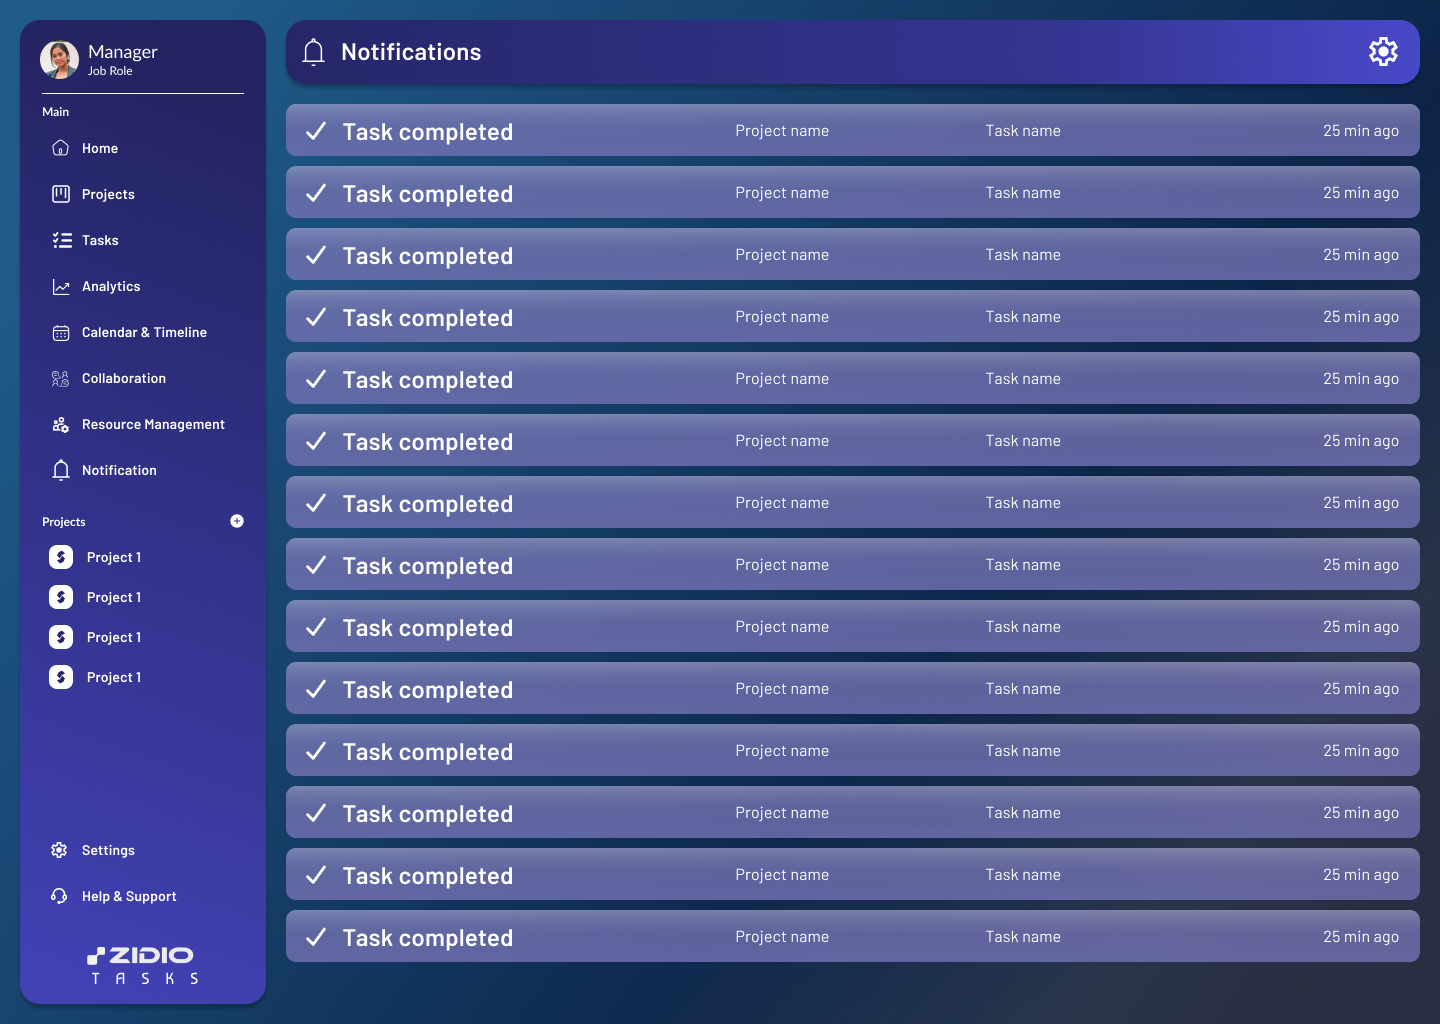 Manager
Job Role
Main
Home
Projects
Tasks
Analytics
Calendar & Timeline
Collaboration
Resource Management
Notification
Projects
Project 1
Project 1
Project 1
Project 1
Settings
Help & Support
ZIDIO
TASKS
Notifications
Task completed Project name Task name 25 min ago
Task completed Project name Task name 25 min ago
Task completed Project name Task name 25 min ago
Task completed Project name Task name 25 min ago
Task completed Project name Task name 25 min ago
Task completed Project name Task name 25 min ago
Task completed Project name Task name 25 min ago
Task completed Project name Task name 25 min ago
Task completed Project name Task name 25 min ago
Task completed Project name Task name 25 min ago
Task completed Project name Task name 25 min ago
Task completed Project name Task name 25 min ago
Task completed Project name Task name 25 min ago
Task completed Project name Task name 25 min ago